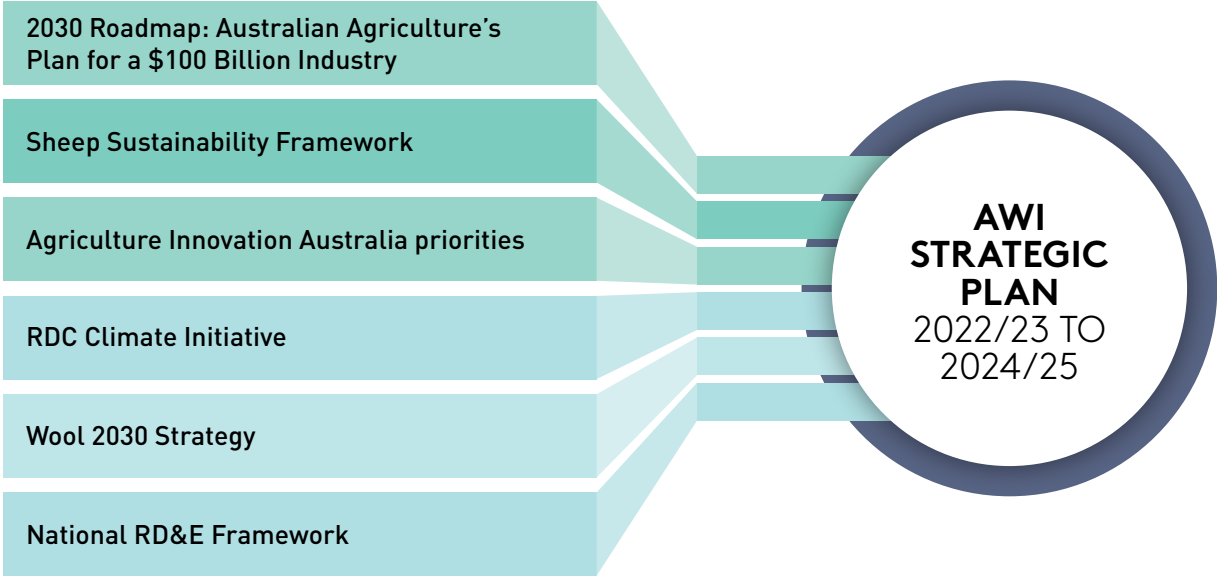 2030 Roadmap: Australian Agriculture’s
Plan for a $100 Billion Industry
Sheep Sustainability Framework
Agriculture Innovation Australia priorities
RDC Climate Initiative
Wool 2030 Strategy
National RD&E Framework
AWI
STRATEGIC
PLAN
2022/23 TO
2024/25